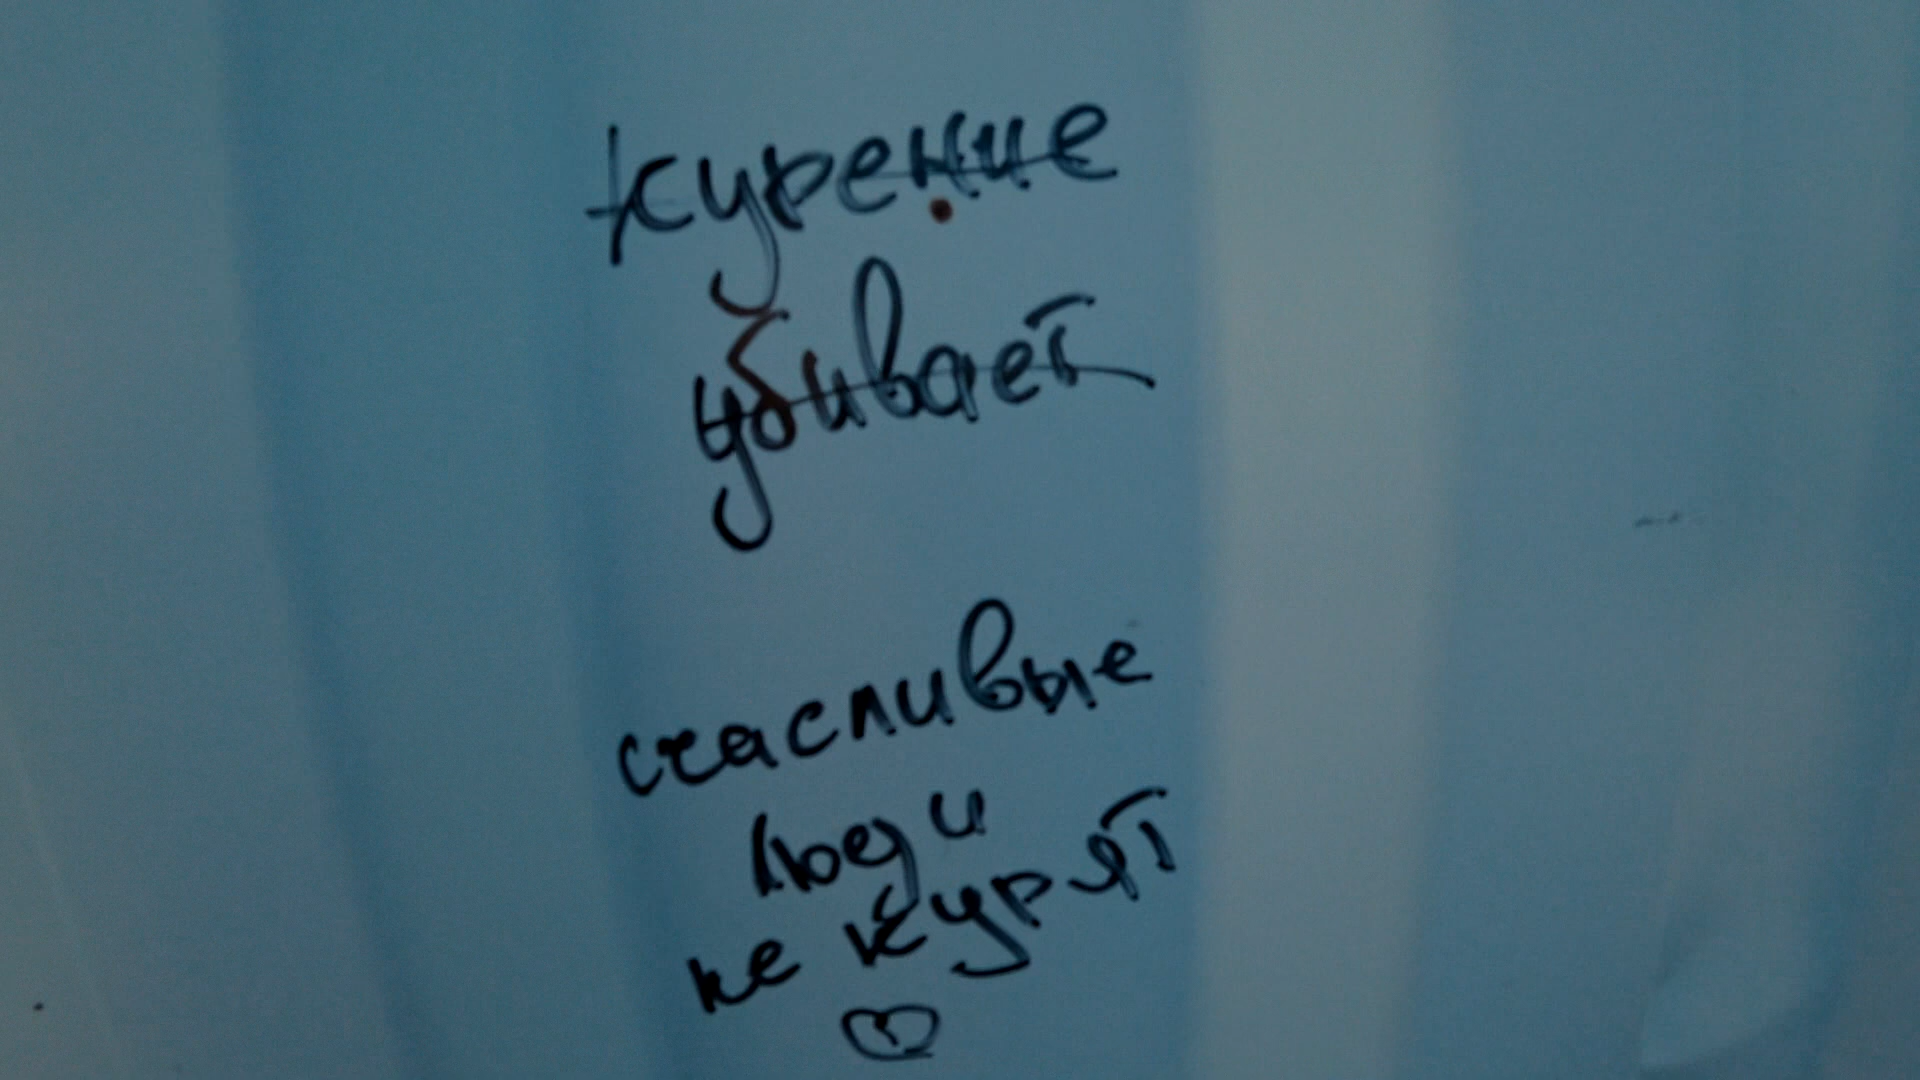 курение
убивает
счасливые
люди
не курят